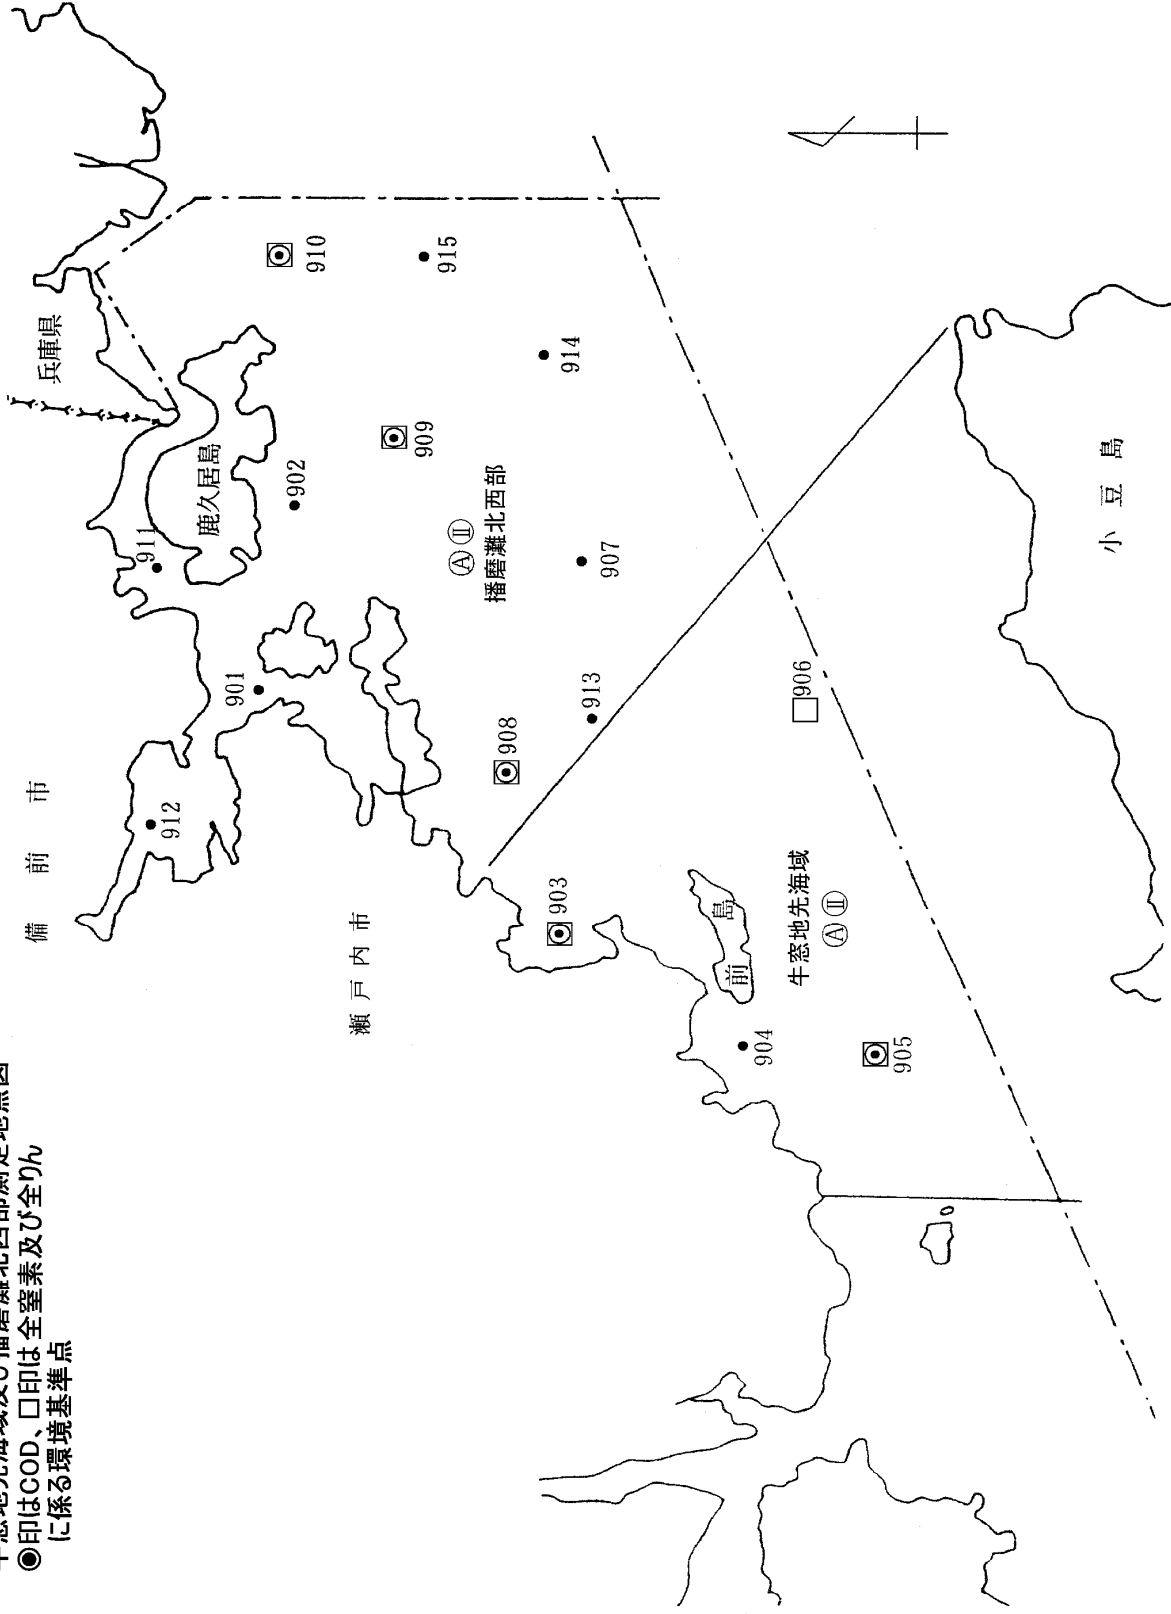 牛窓地先海域及び播磨灘北西部測定地点図
◉印はCOD、□印は全窒素及び全りん
に係る環境基準点
備前市
兵庫県
瀬戸内市
鹿久居島
912
911
901
902
910
915
909
914
Ⓐ Ⅱ
播磨灘北西部
907
908
913
903
906
前島
牛窓地先海域
Ⓐ Ⅱ
904
905
小豆島